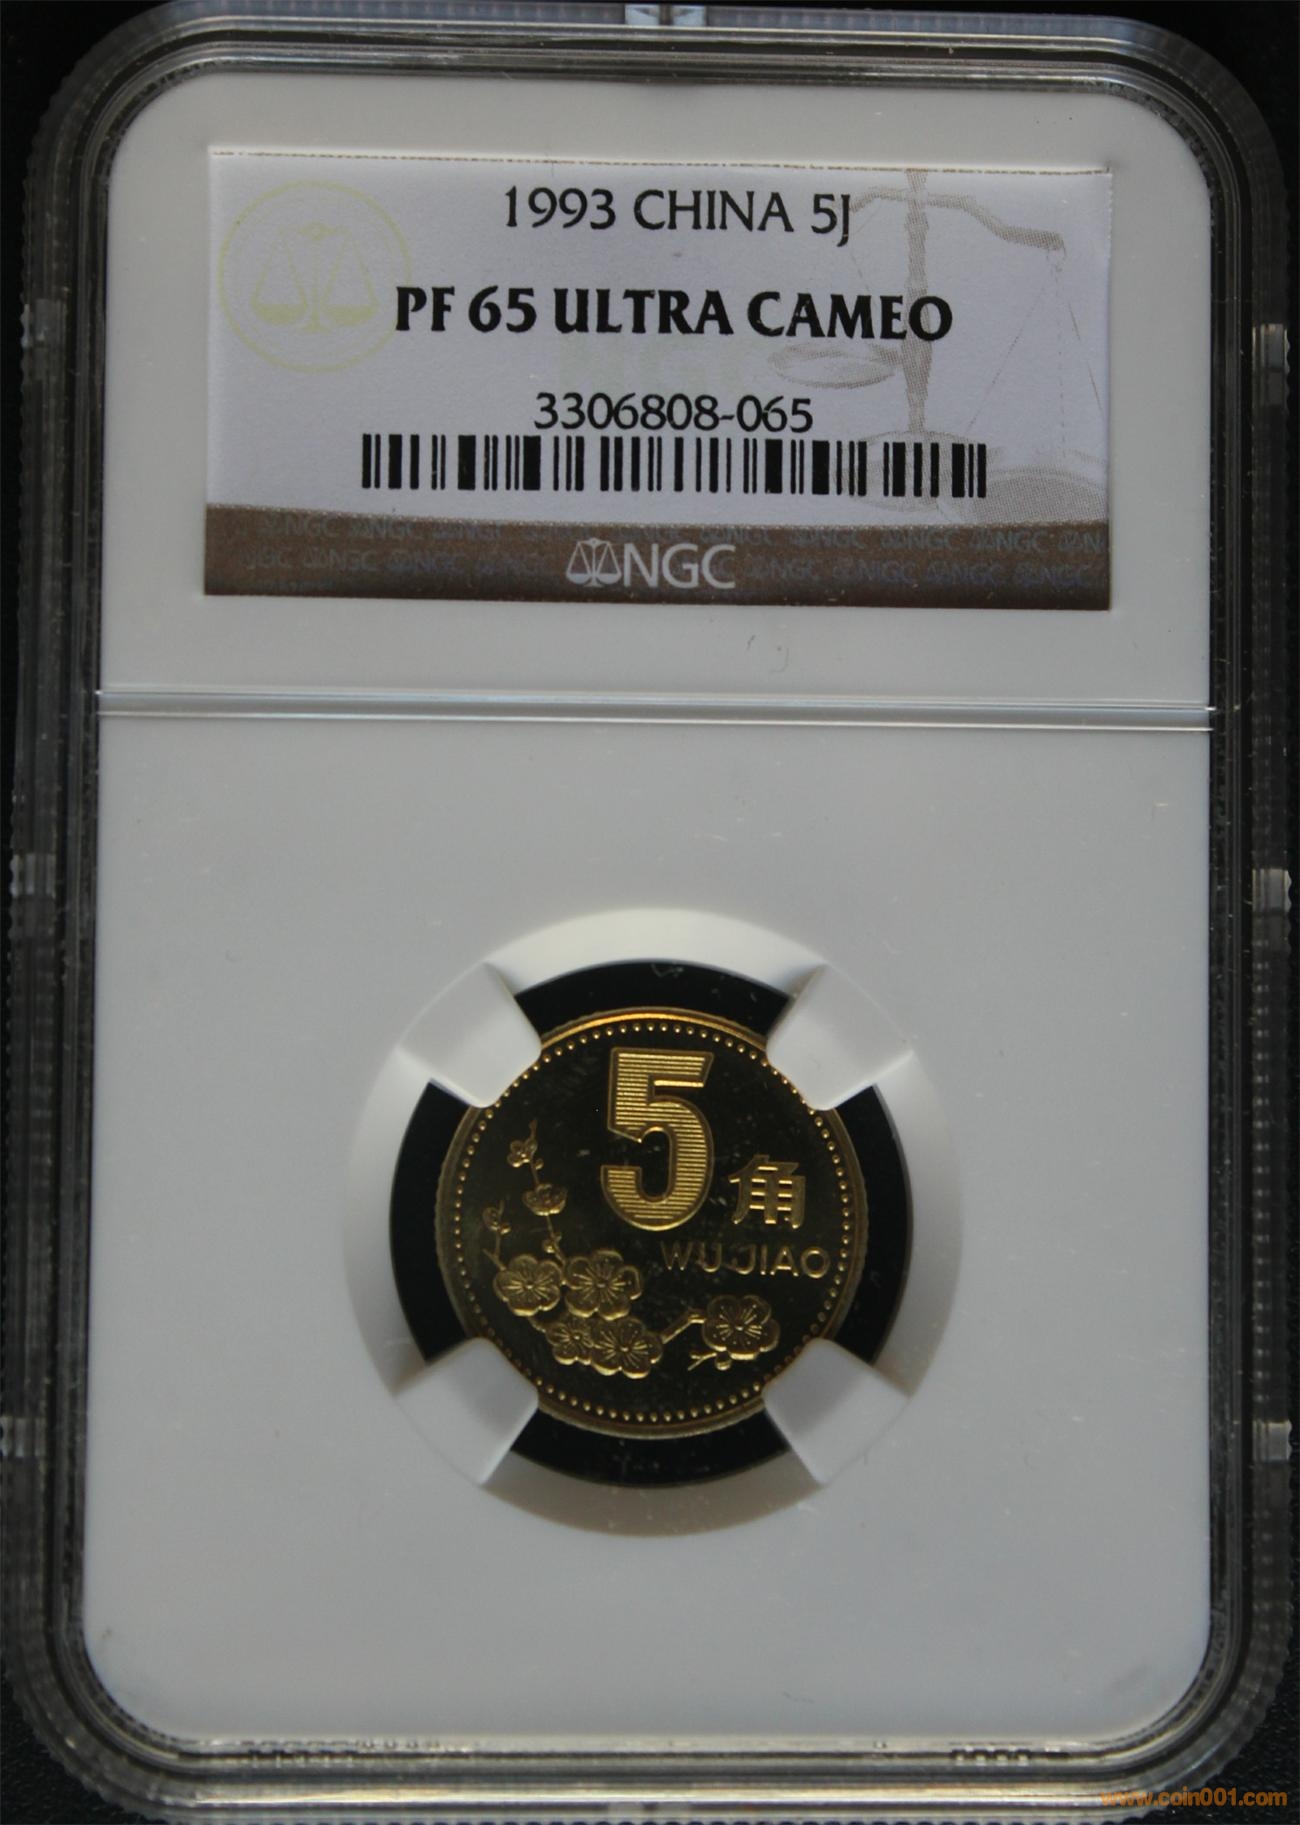 1993 CHINA 5J
PF 65 ULTRA CAMEO
3306808-065
NGC
5角
WU JIAO
www.coin001.com